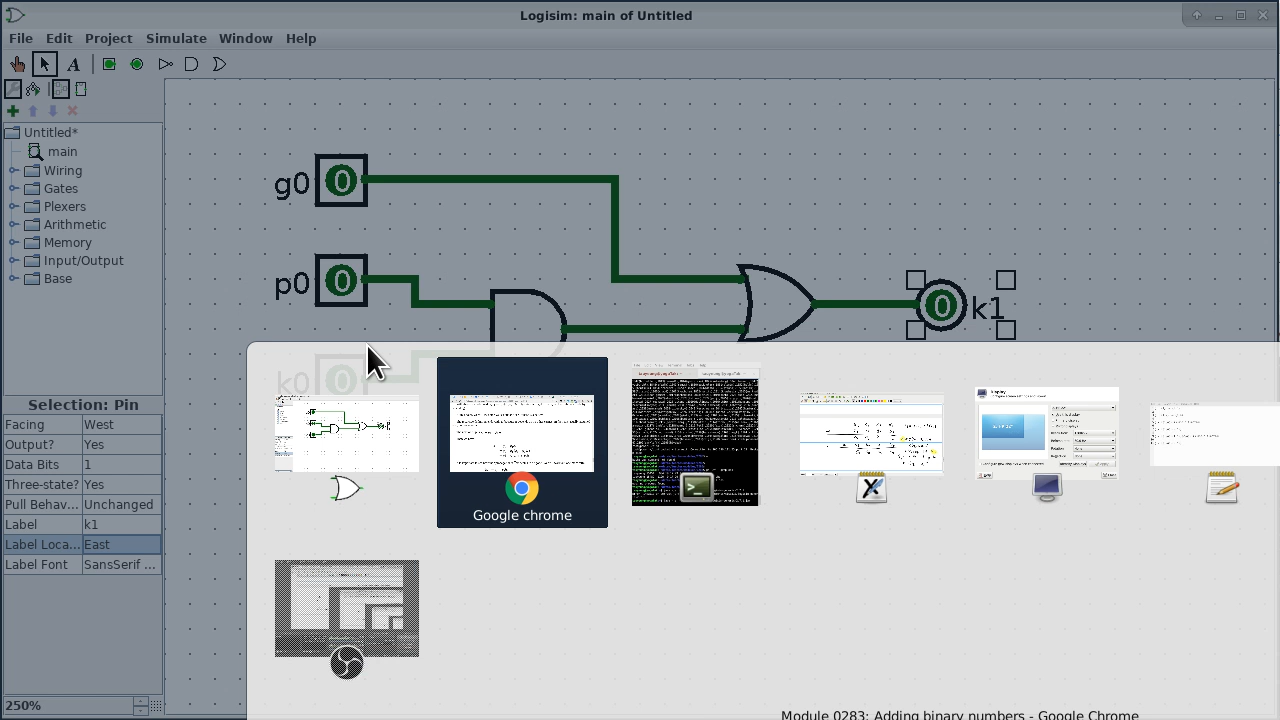 Logisim: main of Untitled
File Edit Project Simulate Window Help
A
Untitled*
main
Wiring
Gates
Plexers
Arithmetic
Memory
Input/Output
Base
g0 0
p0 0
k0 0
0 k1
Selection: Pin
Facing West
Output? Yes
Data Bits 1
Three-state? Yes
Pull Behav... Unchanged
Label k1
Label Loca... East
Label Font SansSerif ...
250%
Google chrome
Module 0283: Adding binary numbers - Google Chrome